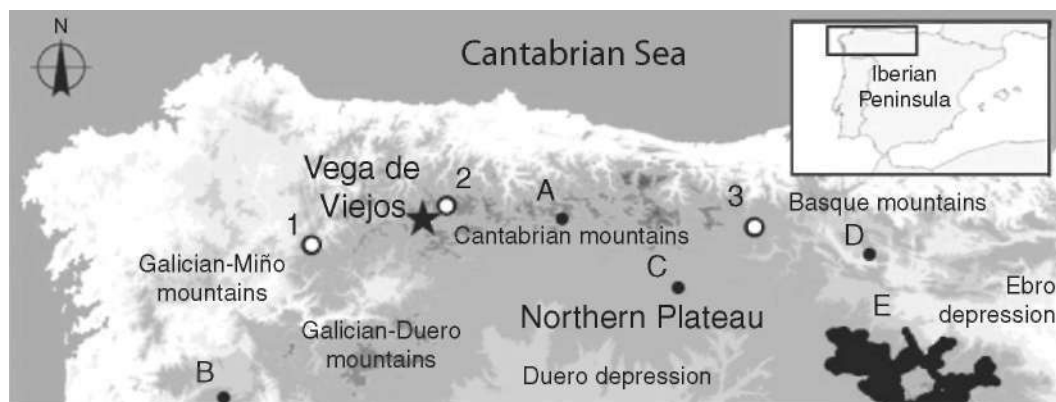 N
Cantabrian Sea
Iberian
Peninsula
Vega de
Viejos
2
A
3
1
Basque mountains
Cantabrian mountains
D
Galician-Miño
mountains
C
E
Ebro
depression
Northern Plateau
Galician-Duero
mountains
B
Duero depression